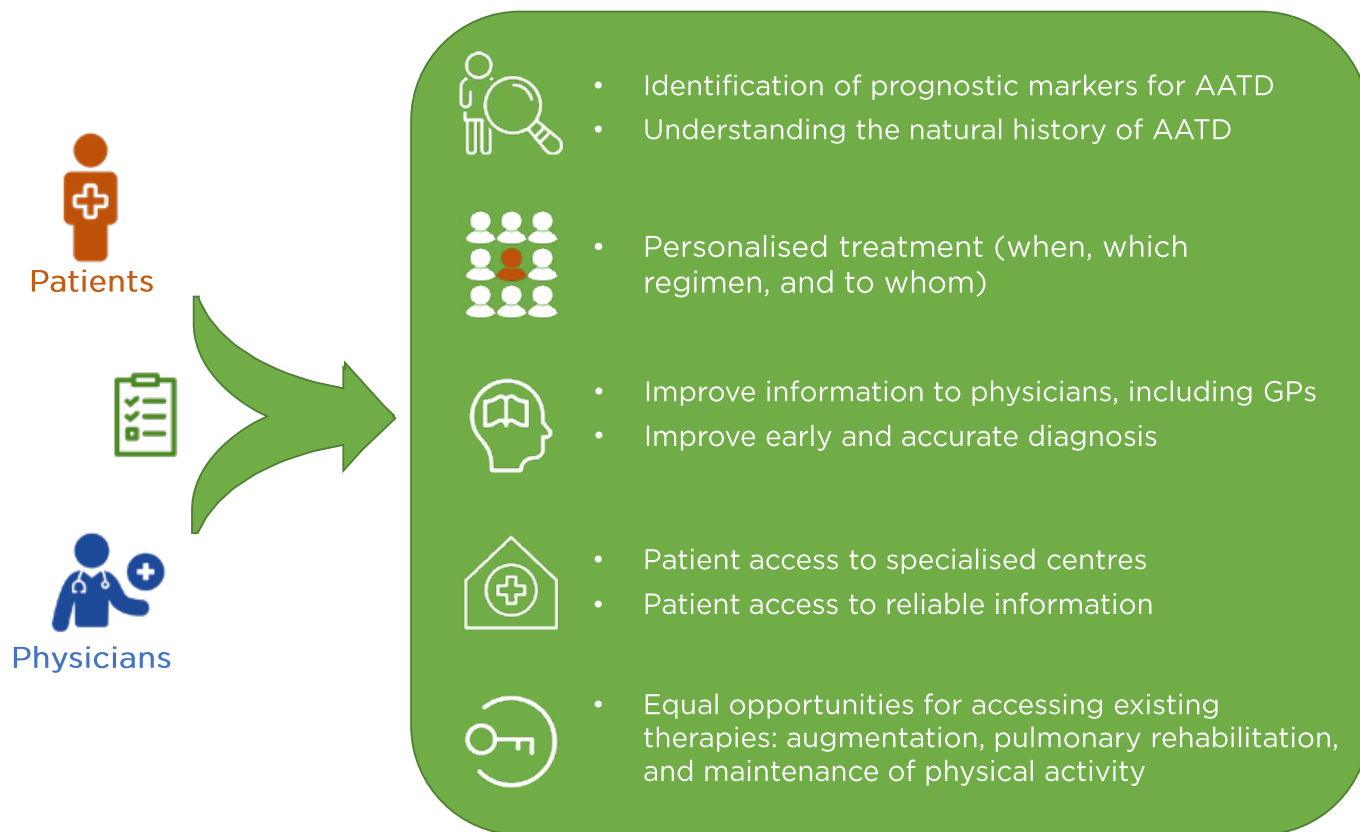 Patients
Physicians
• Identification of prognostic markers for AATD
• Understanding the natural history of AATD
• Personalised treatment (when, which
regimen, and to whom)
• Improve information to physicians, including GPs
• Improve early and accurate diagnosis
• Patient access to specialised centres
• Patient access to reliable information
• Equal opportunities for accessing existing
therapies: augmentation, pulmonary rehabilitation,
and maintenance of physical activity